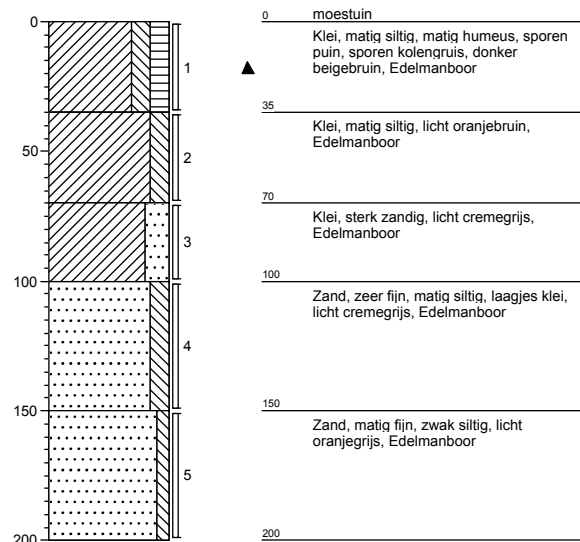 0
moestuin
0
Klei, matig siltig, matig humeus, sporen
puin, sporen kolengruis, donker
beigebruin, Edelmanboor
1
35
Klei, matig siltig, licht oranjebruin,
Edelmanboor
50
2
70
Klei, sterk zandig, licht cremegrijs,
Edelmanboor
3
100
100
Zand, zeer fijn, matig siltig, laagjes klei,
licht cremegrijs, Edelmanboor
4
150
150
Zand, matig fijn, zwak siltig, licht
oranjegrijs, Edelmanboor
5
200
200